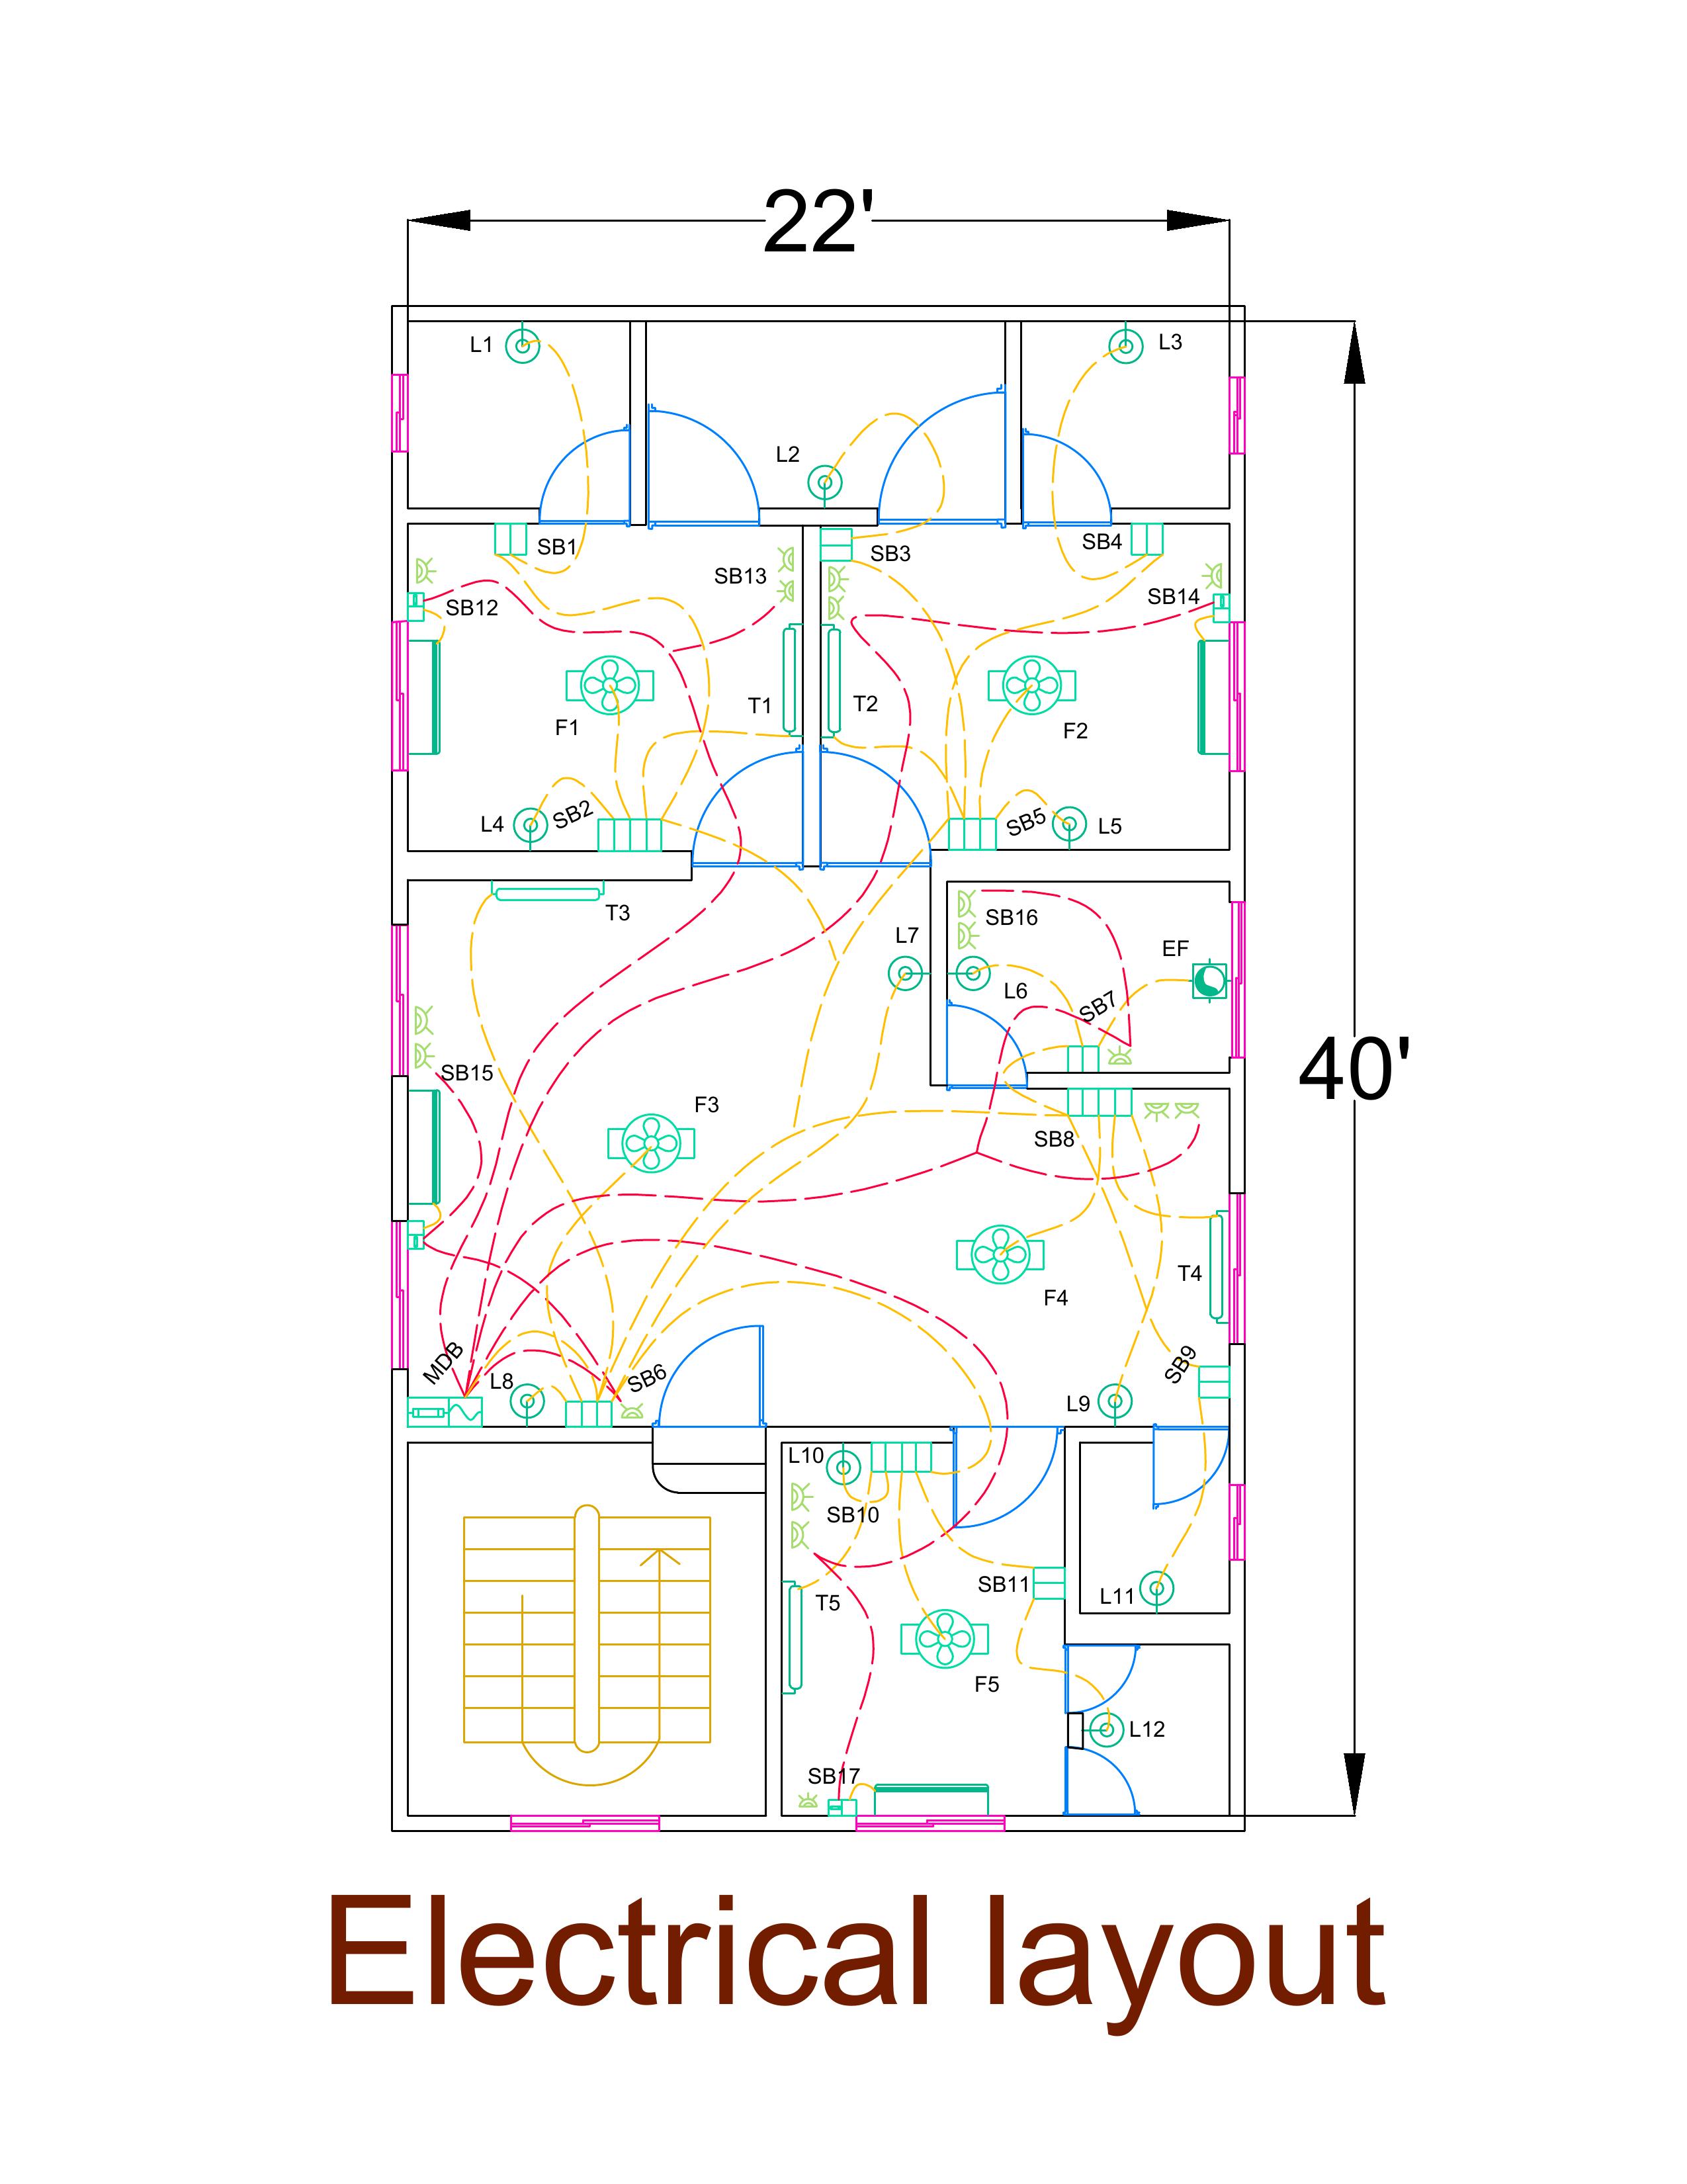 22'
L1
L3
L2
SB1
SB3
SB4
SB13
SB12
SB14
T1
T2
F1
F2
L4
SB2
SB5
L5
T3
SB16
L7
EF
L6
SB7
SB15
40'
F3
SB8
T4
F4
MDB
L8
SB6
SB9
L9
L10
SB10
SB11
L11
T5
F5
L12
SB17
Electrical layout